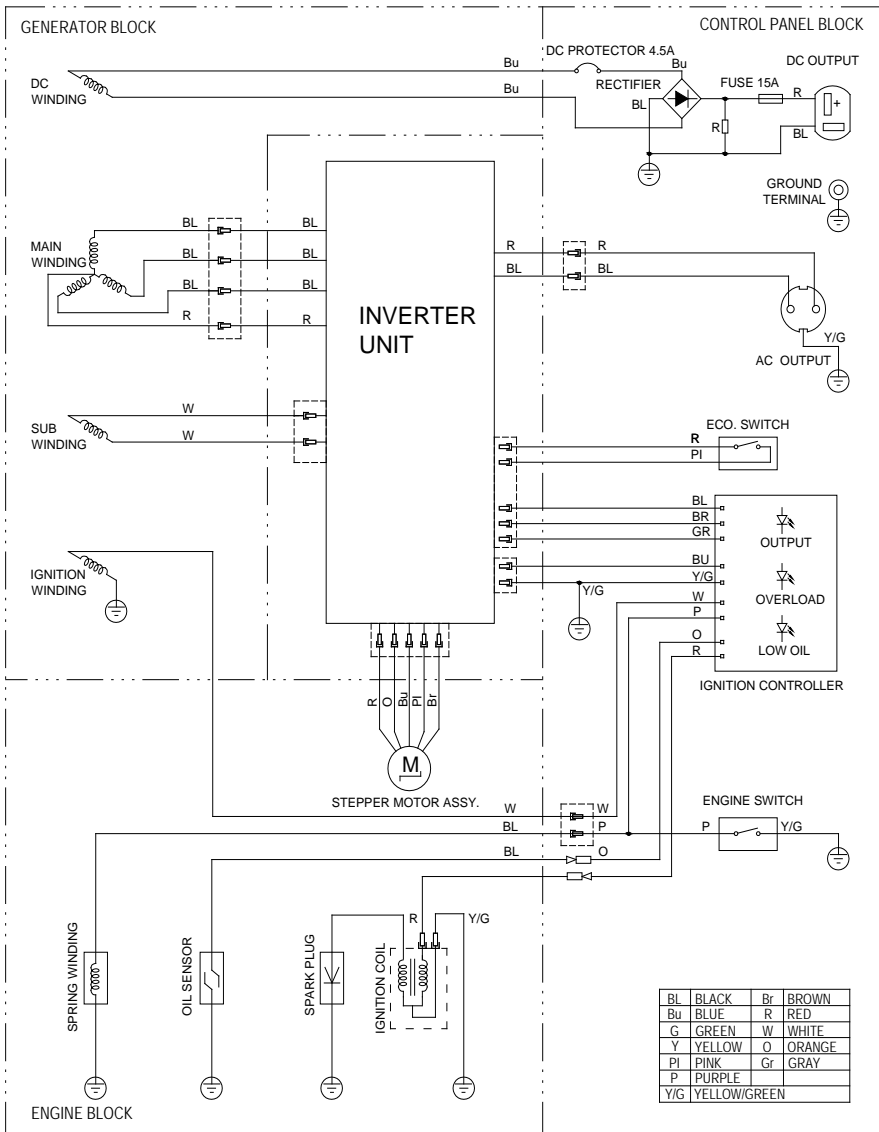 GENERATOR BLOCK
CONTROL PANEL BLOCK
DC PROTECTOR 4.5A
DC OUTPUT
Bu
Bu
RECTIFIER
FUSE 15A
DC
WINDING
Bu
BL
R
+
R
BL
GROUND
TERMINAL
BL
BL
R
R
MAIN
WINDING
BL
BL
BL
BL
BL
BL
R
R
INVERTER
UNIT
Y/G
AC OUTPUT
SUB
WINDING
W
W
ECO. SWITCH
R
PI
BL
BR
GR
OUTPUT
BU
Y/G
Y/G
OVERLOAD
W
P
O
R
LOW OIL
IGNITION CONTROLLER
IGNITION
WINDING
R
O
Bu
PI
Br
M
STEPPER MOTOR ASSY.
W
W
ENGINE SWITCH
BL
P
P
Y/G
BL
O
R
Y/G
SPRING WINDING
OIL SENSOR
SPARK PLUG
IGNITION COIL
BL BLACK Br BROWN
Bu BLUE R RED
G GREEN W WHITE
Y YELLOW O ORANGE
PI PINK Gr GRAY
P PURPLE
Y/G YELLOW/GREEN
ENGINE BLOCK